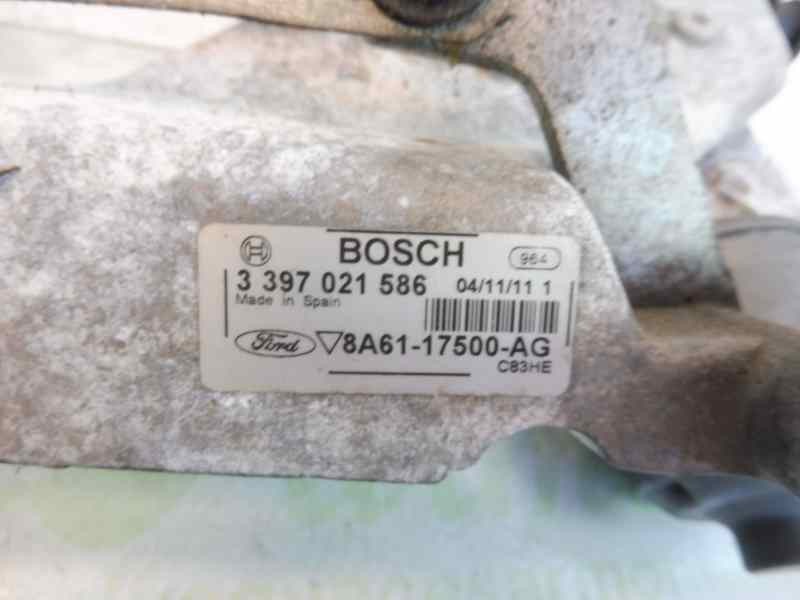 BOSCH 964
3 397 021 586 04/11/11 1
Made in Spain
Ford 8A61-17500-AG
C83HE